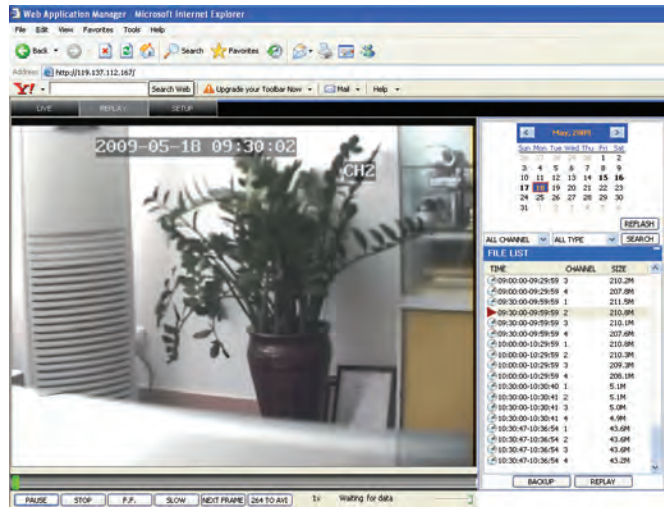 Web Application Manager - Microsoft Internet Explorer
File Edit View Favorites Tools Help
Back Search Favorites
Address http://119.137.112.167/
Y! Search Web Upgrade your Toolbar Now Mail Help
LIVE REPLAY SETUP
2009-05-18 09:30:02
CH2
< May, 2009 >
Sun Mon Tue Wed Thu Fri Sat
26 27 28 29 30 1 2
3 4 5 6 7 8 9
10 11 12 13 14 15 16
17 18 19 20 21 22 23
24 25 26 27 28 29 30
31 1 2 3 4 5 6
REFLASH
ALL CHANNEL ALL TYPE SEARCH
FILE LIST
TIME CHANNEL SIZE
09:00:00-09:29:59 3 210.2M
09:00:00-09:29:59 4 207.8M
09:30:00-09:59:59 1 211.5M
09:30:00-09:59:59 2 210.8M
09:30:00-09:59:59 3 210.1M
09:30:00-09:59:59 4 207.6M
10:00:00-10:29:59 1 210.8M
10:00:00-10:29:59 2 210.3M
10:00:00-10:29:59 3 209.3M
10:00:00-10:29:59 4 206.1M
10:30:00-10:30:40 1 5.1M
10:30:00-10:30:41 2 5.1M
10:30:00-10:30:41 3 5.0M
10:30:00-10:30:41 4 4.9M
10:30:47-10:36:54 1 43.6M
10:30:47-10:36:54 2 43.6M
10:30:47-10:36:54 3 43.6M
10:30:47-10:36:54 4 43.2M
BACKUP REPLAY
PAUSE STOP F.F. SLOW NEXT FRAME 264 TO AVI 1x Waiting for data